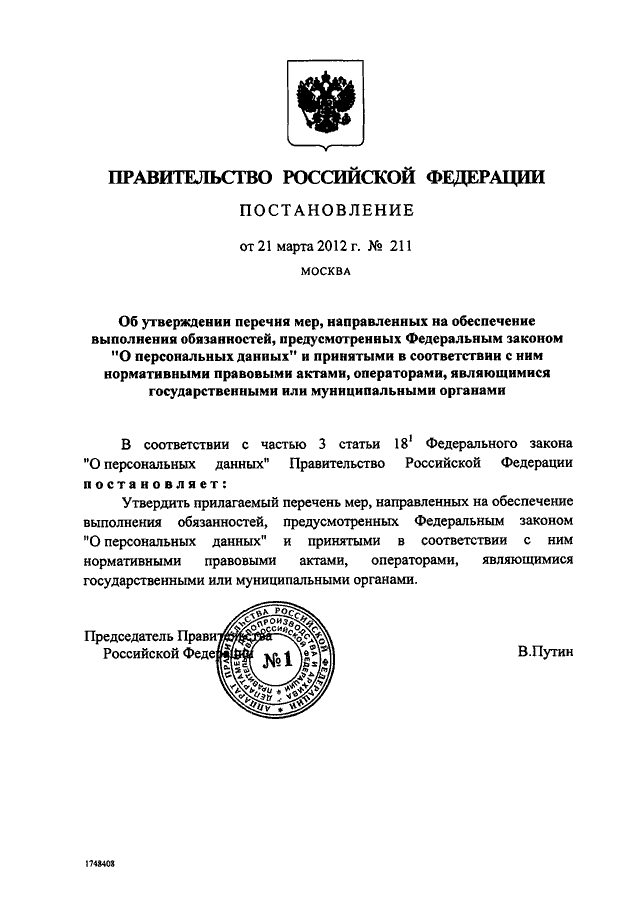 ПРАВИТЕЛЬСТВО РОССИЙСКОЙ ФЕДЕРАЦИИ
ПОСТАНОВЛЕНИЕ
от 21 марта 2012 г. № 211
МОСКВА
Об утверждении перечня мер, направленных на обеспечение
выполнения обязанностей, предусмотренных Федеральным законом
"О персональных данных" и принятыми в соответствии с ним
нормативными правовыми актами, операторами, являющимися
государственными или муниципальными органами
В соответствии с частью 3 статьи 18¹ Федерального закона
"О персональных данных" Правительство Российской Федерации
постановляет:
Утвердить прилагаемый перечень мер, направленных на обеспечение
выполнения обязанностей, предусмотренных Федеральным законом
"О персональных данных" и принятыми в соответствии с ним
нормативными правовыми актами, операторами, являющимися
государственными или муниципальными органами.
Председатель Правительства
Российской Федерации
В.Путин
АППАРАТ ПРАВИТЕЛЬСТВА РОССИЙСКОЙ ФЕДЕРАЦИИ
ДЕПАРТАМЕНТ ДЕЛОПРОИЗВОДСТВА И АРХИВА
ПРАВИТЕЛЬСТВА РОССИЙСКОЙ ФЕДЕРАЦИИ
№1
1748408